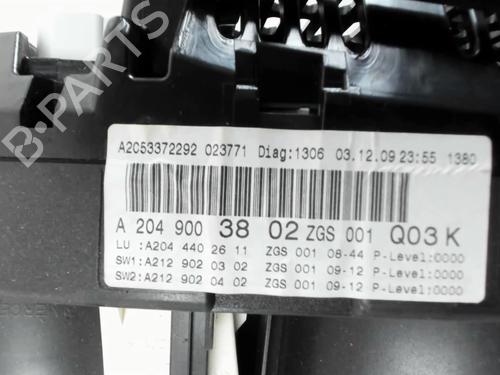 B-PARTS
A2C53372292 023771 Diag:1306 03.12.09 23:55 1380
A 204 900 38 02 ZGS 001 Q03 K
LU :A204 440 26 11 ZGS 001 08-44 P-Level:0000
SW1:A212 902 03 02 ZGS 001 09-12 P-Level:0000
SW2:A212 902 04 02 ZGS 001 09-12 P-Level:0000